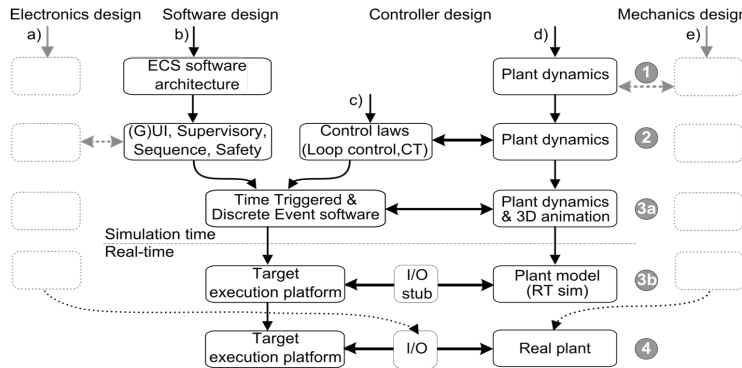 Electronics design Software design Controller design Mechanics design
a) b) d) e)
ECS software
architecture
Plant dynamics
1
c)
(G)UI, Supervisory,
Sequence, Safety
Control laws
(Loop control,CT)
Plant dynamics
2
Time Triggered &
Discrete Event software
Plant dynamics
& 3D animation
3a
Simulation time
Real-time
Target
execution platform
I/O
stub
Plant model
(RT sim)
3b
Target
execution platform
I/O
Real plant
4